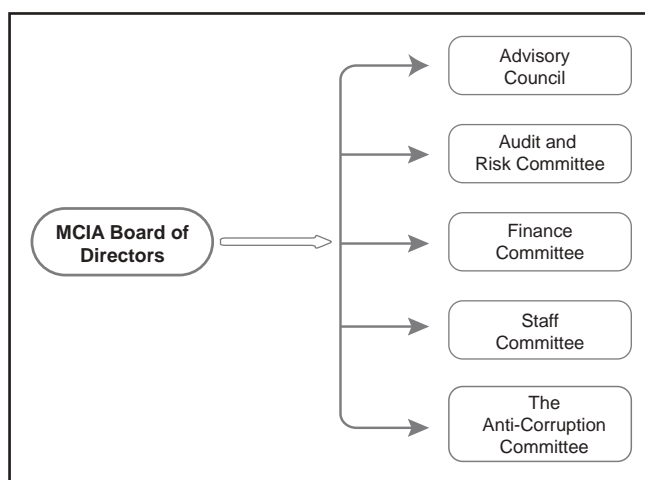 MCIA Board of
Directors
Advisory
Council
Audit and
Risk Committee
Finance
Committee
Staff
Committee
The
Anti-Corruption
Committee